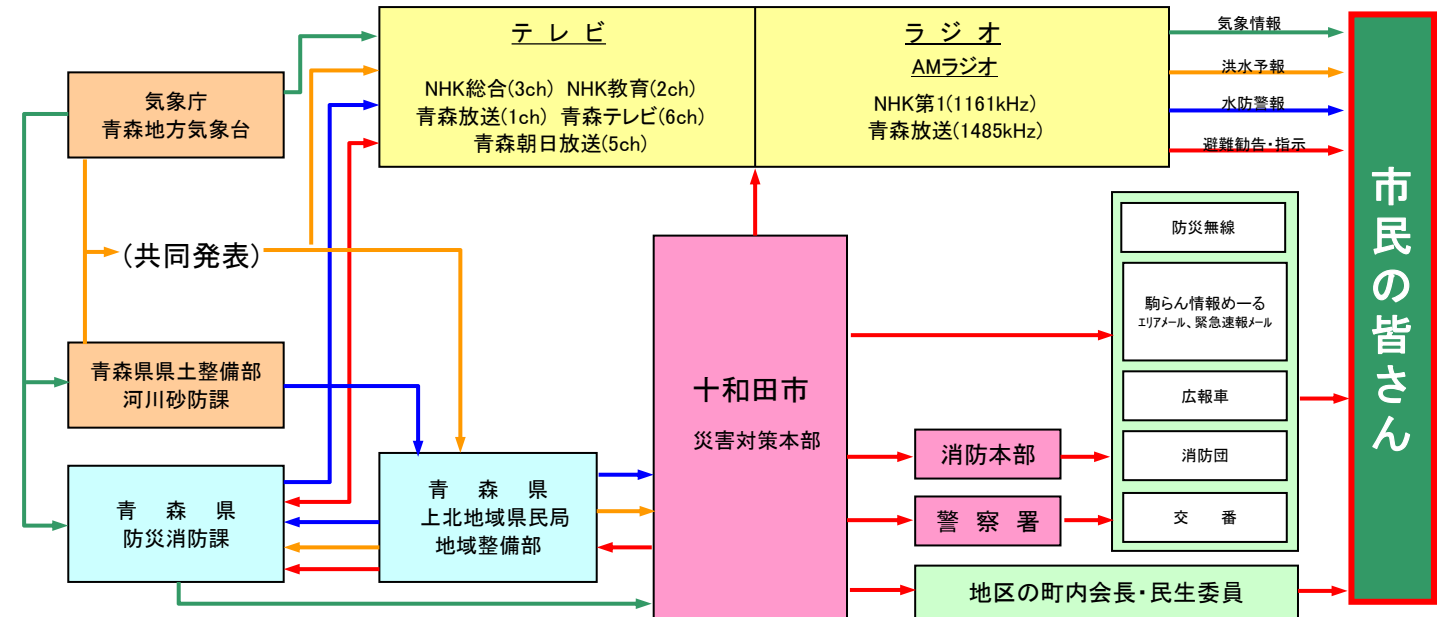 テ レ ビ
NHK総合(3ch) NHK教育(2ch)
青森放送(1ch) 青森テレビ(6ch)
青森朝日放送(5ch)
ラ ジ オ
AMラジオ
NHK第1(1161kHz)
青森放送(1485kHz)
気象情報
洪水予報
水防警報
避難勧告・指示
市民の皆さん
気象庁
青森地方気象台
(共同発表)
青森県県土整備部
河川砂防課
青 森 県
防災消防課
青 森 県
上北地域県民局
地域整備部
十和田市
災害対策本部
消防本部
警 察 署
防災無線
駒らん情報めーる
エリアメール、緊急速報メール
広報車
消防団
交 番
地区の町内会長・民生委員